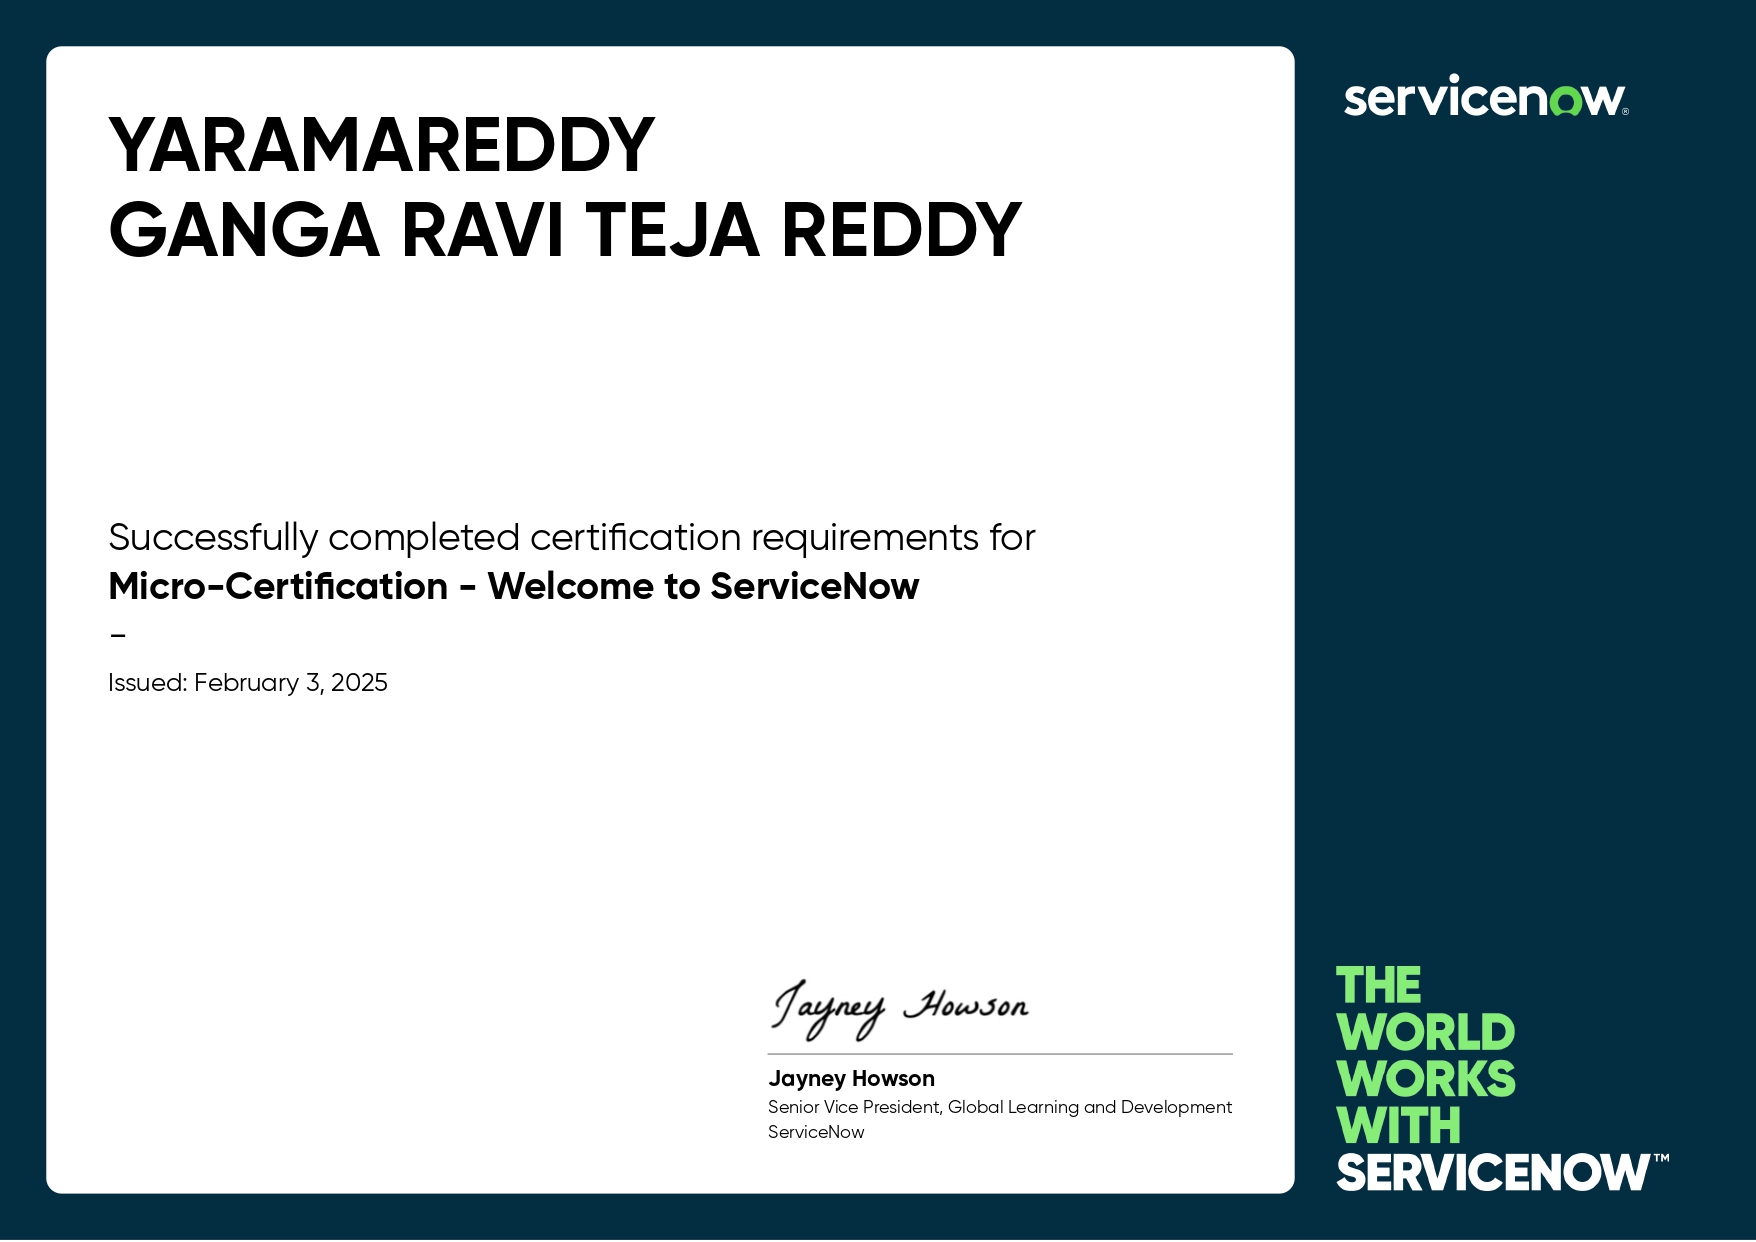 YARAMAREDDY
GANGA RAVI TEJA REDDY
Successfully completed certification requirements for
Micro-Certification - Welcome to ServiceNow
–
Issued: February 3, 2025
Jayney Howson
Jayney Howson
Senior Vice President, Global Learning and Development
ServiceNow
servicenow®
THE
WORLD
WORKS
WITH
SERVICENOW™